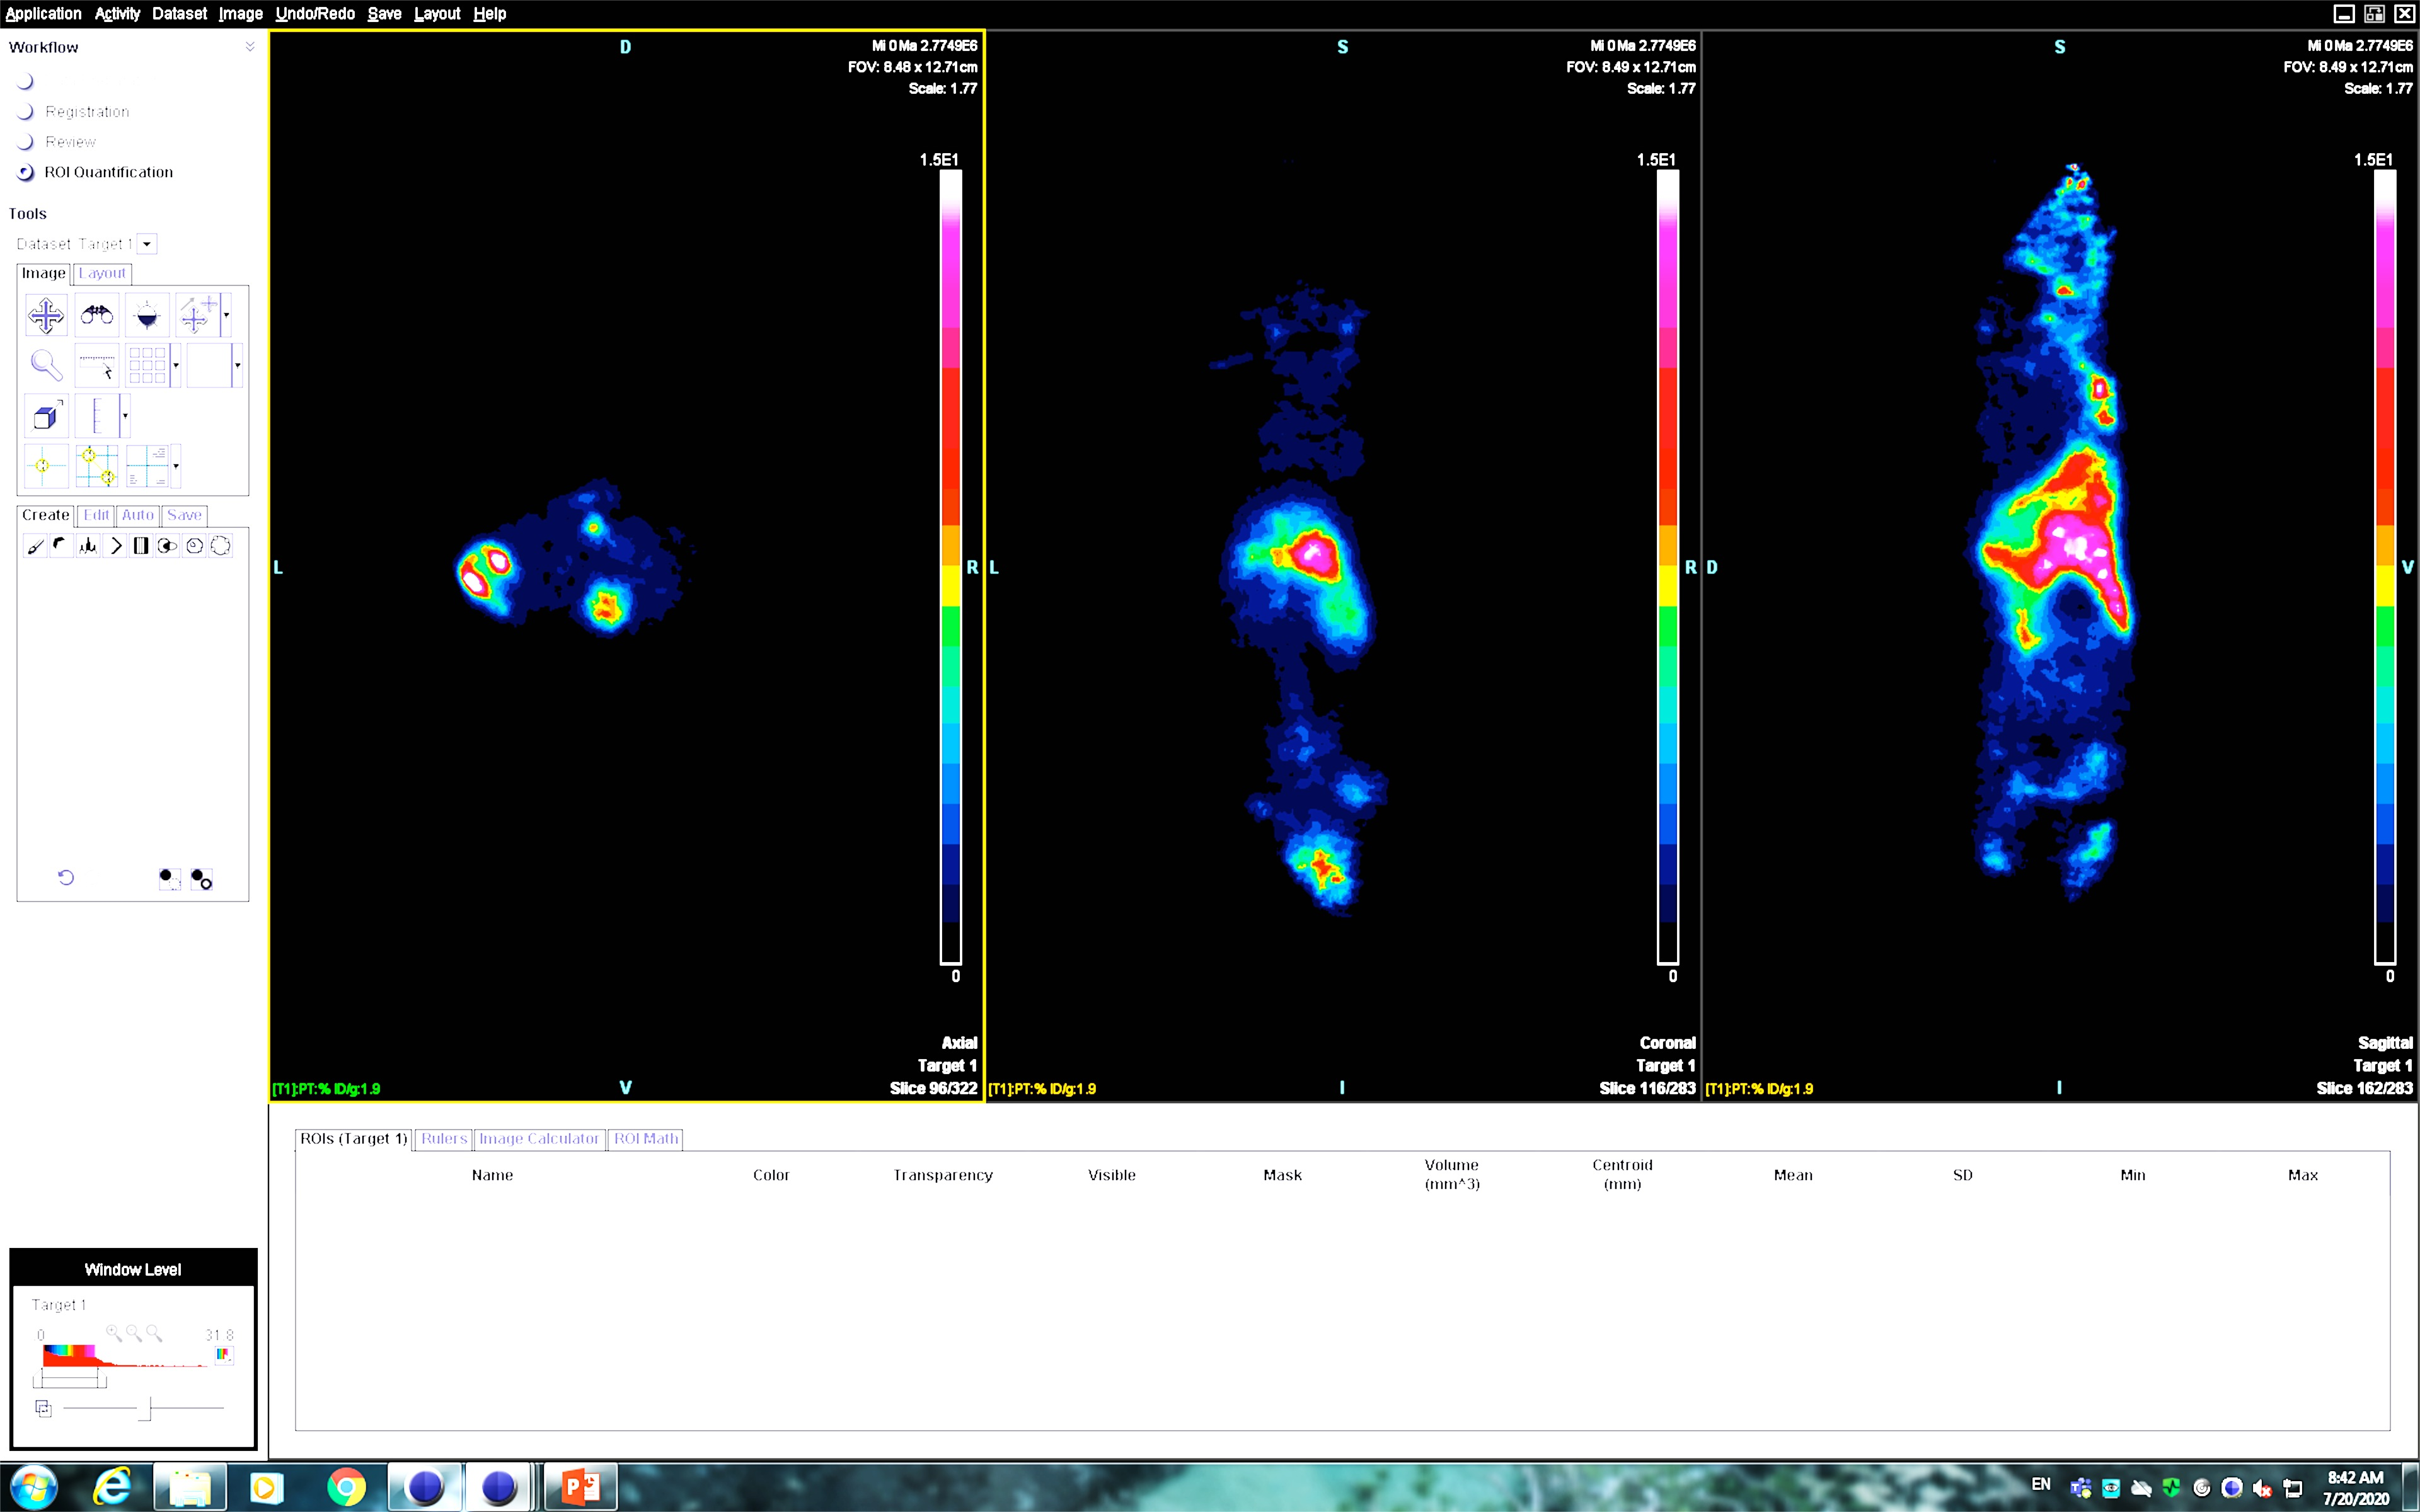 Application Activity Dataset Image Undo/Redo Save Layout Help
Workflow
Registration
Review
ROI Quantification
Tools
Dataset Target 1
Image Layout
Create Edit Auto Save
Window Level
Target 1
0 31.8
D
Mi 0 Ma 2.7749E6
FOV: 8.48 x 12.71cm
Scale: 1.77
1.5E1
L
R
0
Axial
Target 1
Slice 96/322
[T1]:PT:% ID/g:1.9
V
S
Mi 0 Ma 2.7749E6
FOV: 8.49 x 12.71cm
Scale: 1.77
1.5E1
L
R
0
Coronal
Target 1
Slice 116/283
[T1]:PT:% ID/g:1.9
I
S
Mi 0 Ma 2.7749E6
FOV: 8.49 x 12.71cm
Scale: 1.77
1.5E1
D
V
0
Sagittal
Target 1
Slice 162/283
[T1]:PT:% ID/g:1.9
I
ROIs (Target 1) Rulers Image Calculator ROI Math
Name Color Transparency Visible Mask Volume (mm^3) Centroid (mm) Mean SD Min Max
EN
8:42 AM
7/20/2020